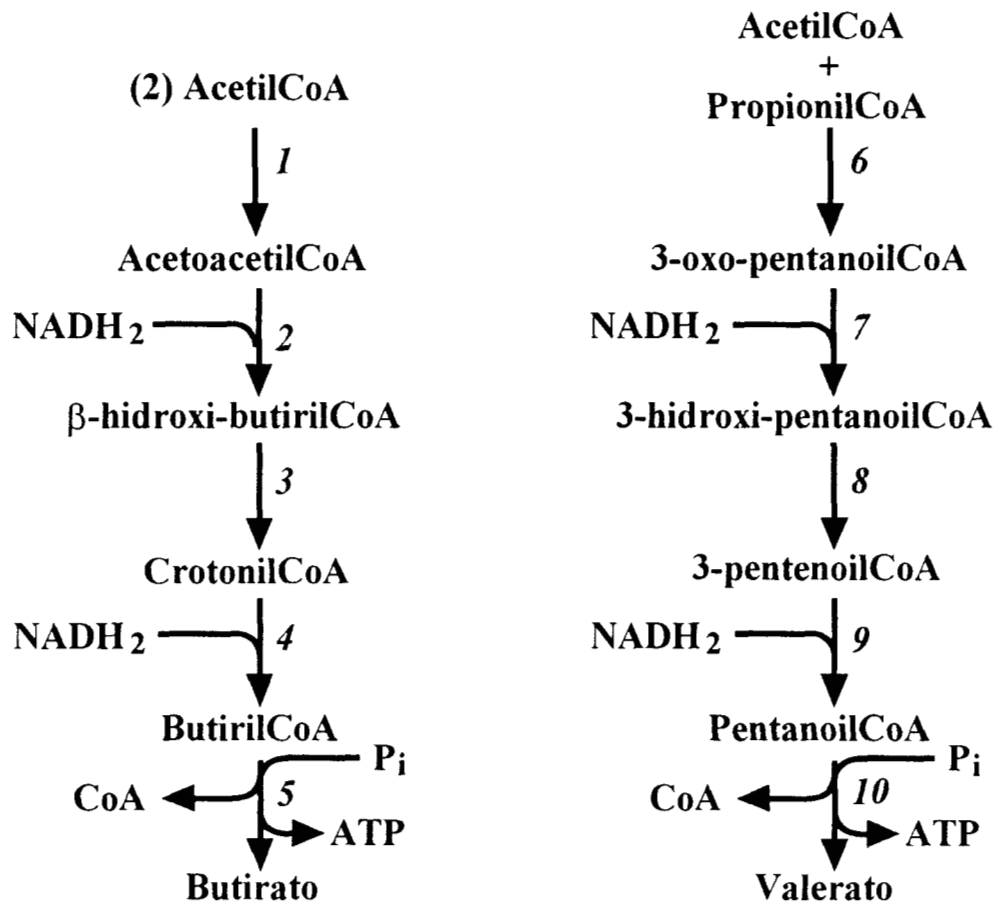 (2) AcetilCoA
1
AcetoacetilCoA
NADH2
2
β-hidroxi-butirilCoA
3
CrotonilCoA
NADH2
4
ButirilCoA
Pi
CoA
5
ATP
Butirato
AcetilCoA
+
PropionilCoA
6
3-oxo-pentanoilCoA
NADH2
7
3-hidroxi-pentanoilCoA
8
3-pentenoilCoA
NADH2
9
PentanoilCoA
Pi
CoA
10
ATP
Valerato